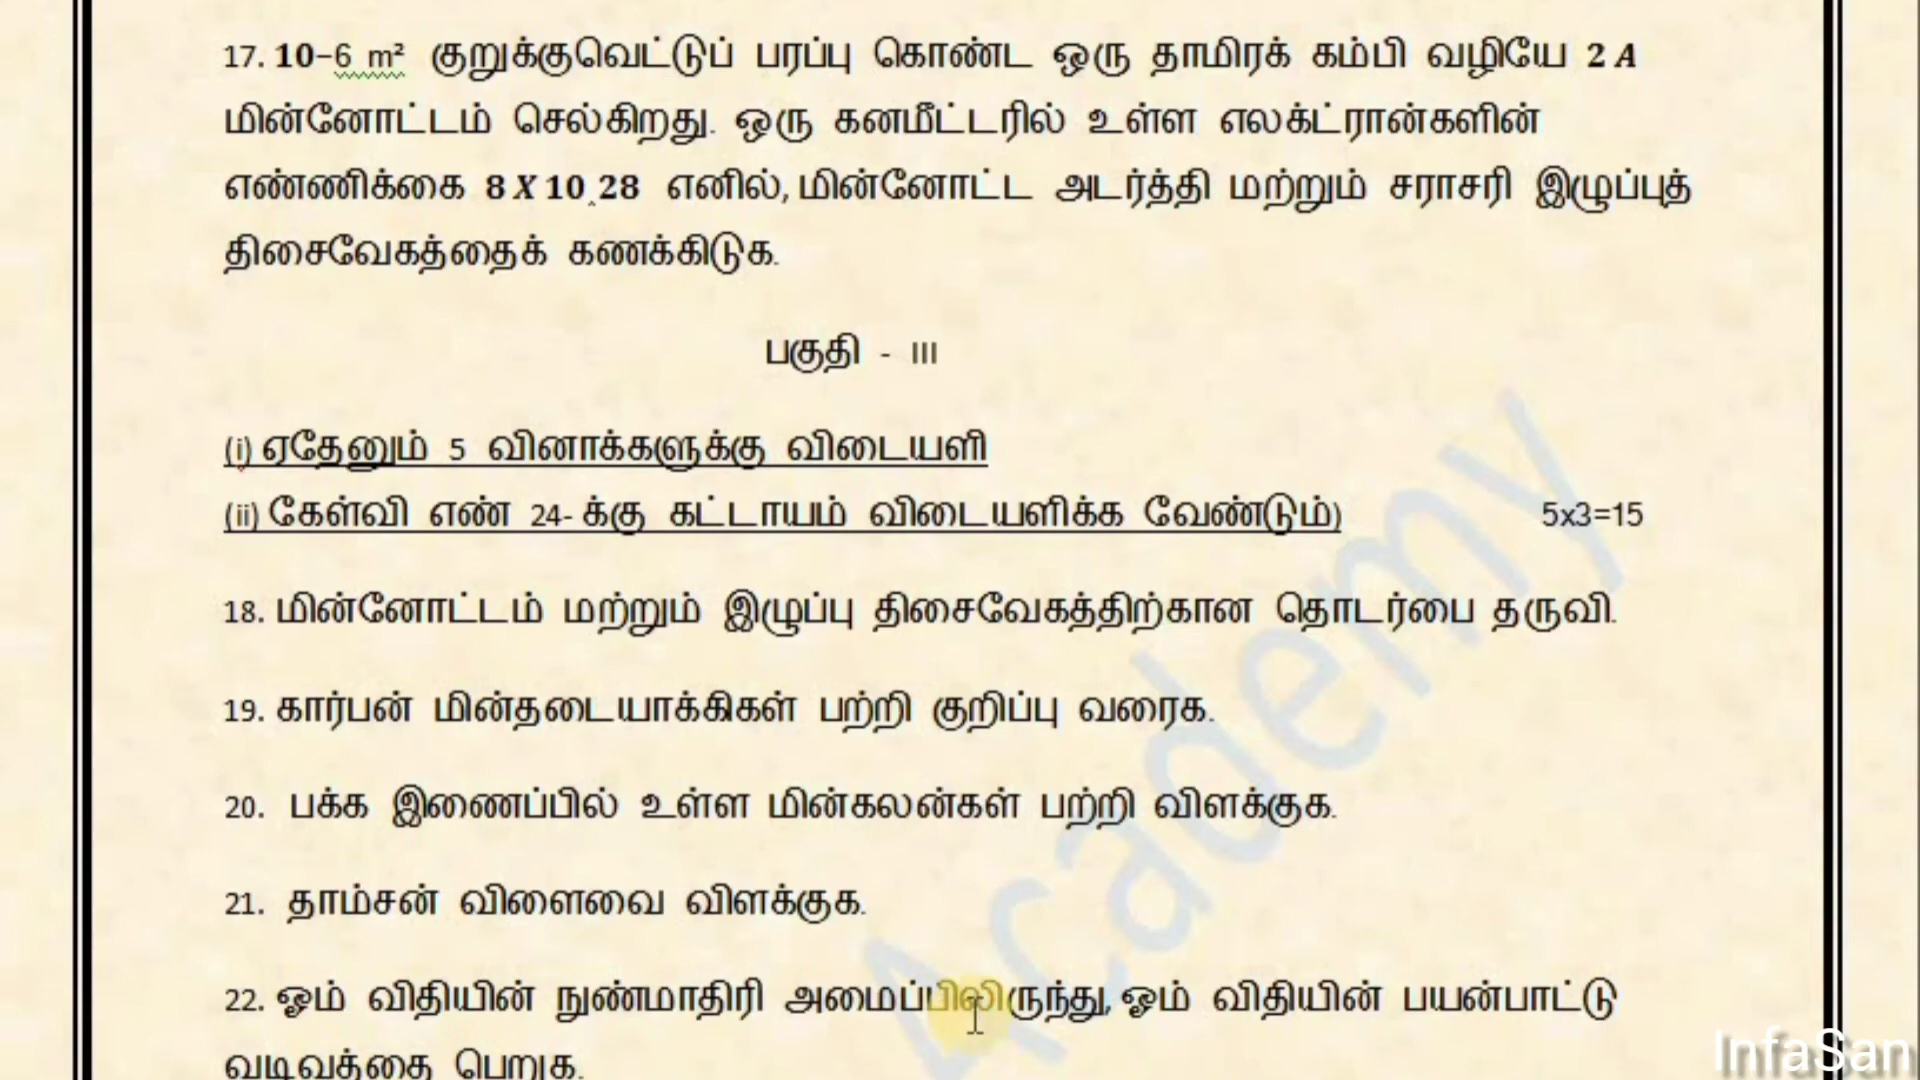 17. 10−6 m² குறுக்குவெட்டுப் பரப்பு கொண்ட ஒரு தாமிரக் கம்பி வழியே 2 A
மின்னோட்டம் செல்கிறது. ஒரு கனமீட்டரில் உள்ள எலக்ட்ரான்களின்
எண்ணிக்கை 8 X 10 28 எனில், மின்னோட்ட அடர்த்தி மற்றும் சராசரி இழுப்புத்
திசைவேகத்தைக் கணக்கிடுக.
பகுதி - III
(i) ஏதேனும் 5 வினாக்களுக்கு விடையளி
(ii) கேள்வி எண் 24- க்கு கட்டாயம் விடையளிக்க வேண்டும்) 5x3=15
18. மின்னோட்டம் மற்றும் இழுப்பு திசைவேகத்திற்கான தொடர்பை தருவி.
19. கார்பன் மின்தடையாக்கிகள் பற்றி குறிப்பு வரைக.
20. பக்க இணைப்பில் உள்ள மின்கலன்கள் பற்றி விளக்குக.
21. தாம்சன் விளைவை விளக்குக.
22. ஓம் விதியின் நுண்மாதிரி அமைப்பிலிருந்து, ஓம் விதியின் பயன்பாட்டு
வடிவத்தை பெறுக.
Academy
InfaSan